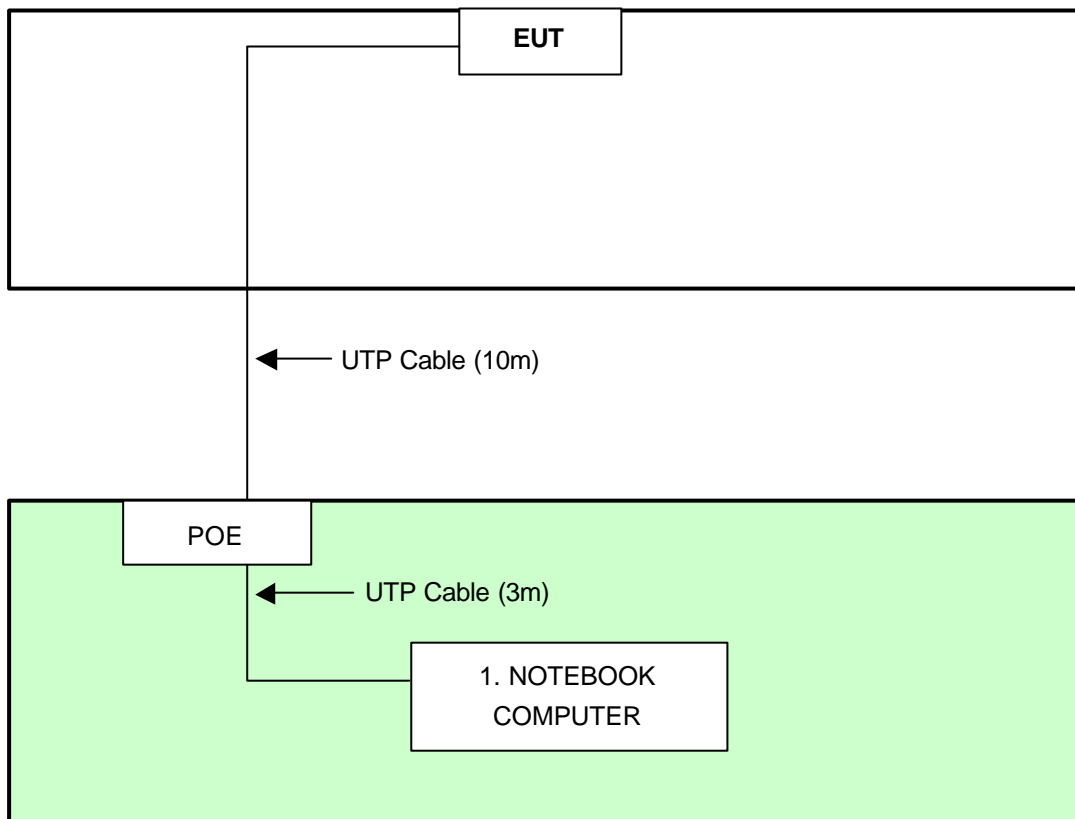 EUT
UTP Cable (10m)
POE
UTP Cable (3m)
1. NOTEBOOK
COMPUTER